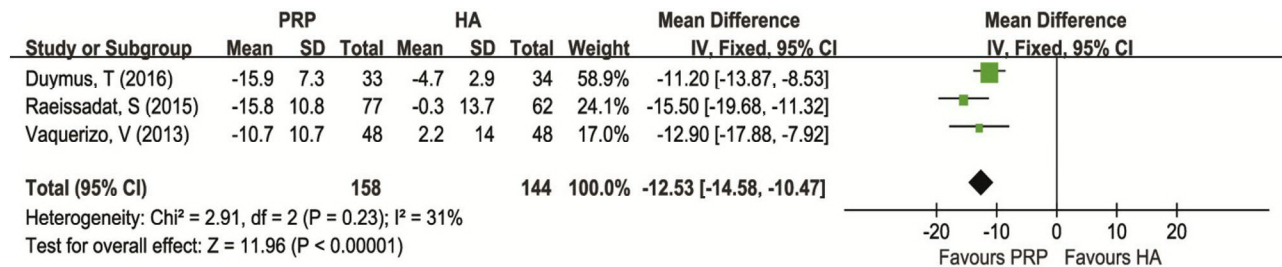 PRP HA Mean Difference Mean Difference
Study or Subgroup Mean SD Total Mean SD Total Weight IV, Fixed, 95% CI IV, Fixed, 95% CI
Duymus, T (2016) -15.9 7.3 33 -4.7 2.9 34 58.9% -11.20 [-13.87, -8.53]
Raeissadat, S (2015) -15.8 10.8 77 -0.3 13.7 62 24.1% -15.50 [-19.68, -11.32]
Vaquerizo, V (2013) -10.7 10.7 48 2.2 14 48 17.0% -12.90 [-17.88, -7.92]
Total (95% CI) 158 144 100.0% -12.53 [-14.58, -10.47]
Heterogeneity: Chi² = 2.91, df = 2 (P = 0.23); I² = 31%
Test for overall effect: Z = 11.96 (P < 0.00001)
-20 -10 0 10 20
Favours PRP Favours HA